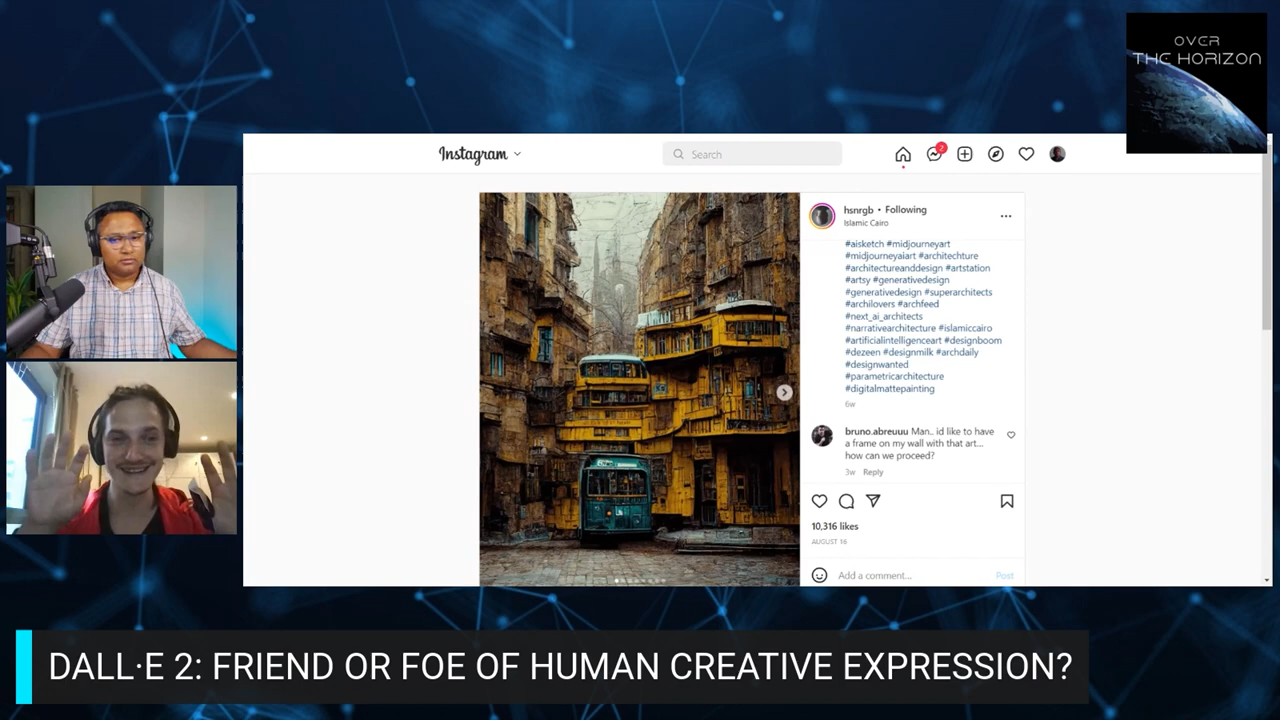 OVER
THE HORIZON
Instagram
Search
2
hsnrgb • Following
Islamic Cairo
#aisketch #midjourneyart
#midjourneyaiart #architechture
#architectureanddesign #artstation
#artsy #generativedesign
#generativedesign #superarchitects
#archilovers #archfeed
#next_ai_architects
#narrativearchitecture #islamiccairo
#artificialintelligenceart #designboom
#dezeen #designmilk #archdaily
#designwanted
#parametricarchitecture
#digitalmattepainting
6w
bruno.abreuuu Man.. id like to have
a frame on my wall with that art...
how can we proceed?
3w Reply
10,316 likes
AUGUST 16
Add a comment...
Post
DALL·E 2: FRIEND OR FOE OF HUMAN CREATIVE EXPRESSION?